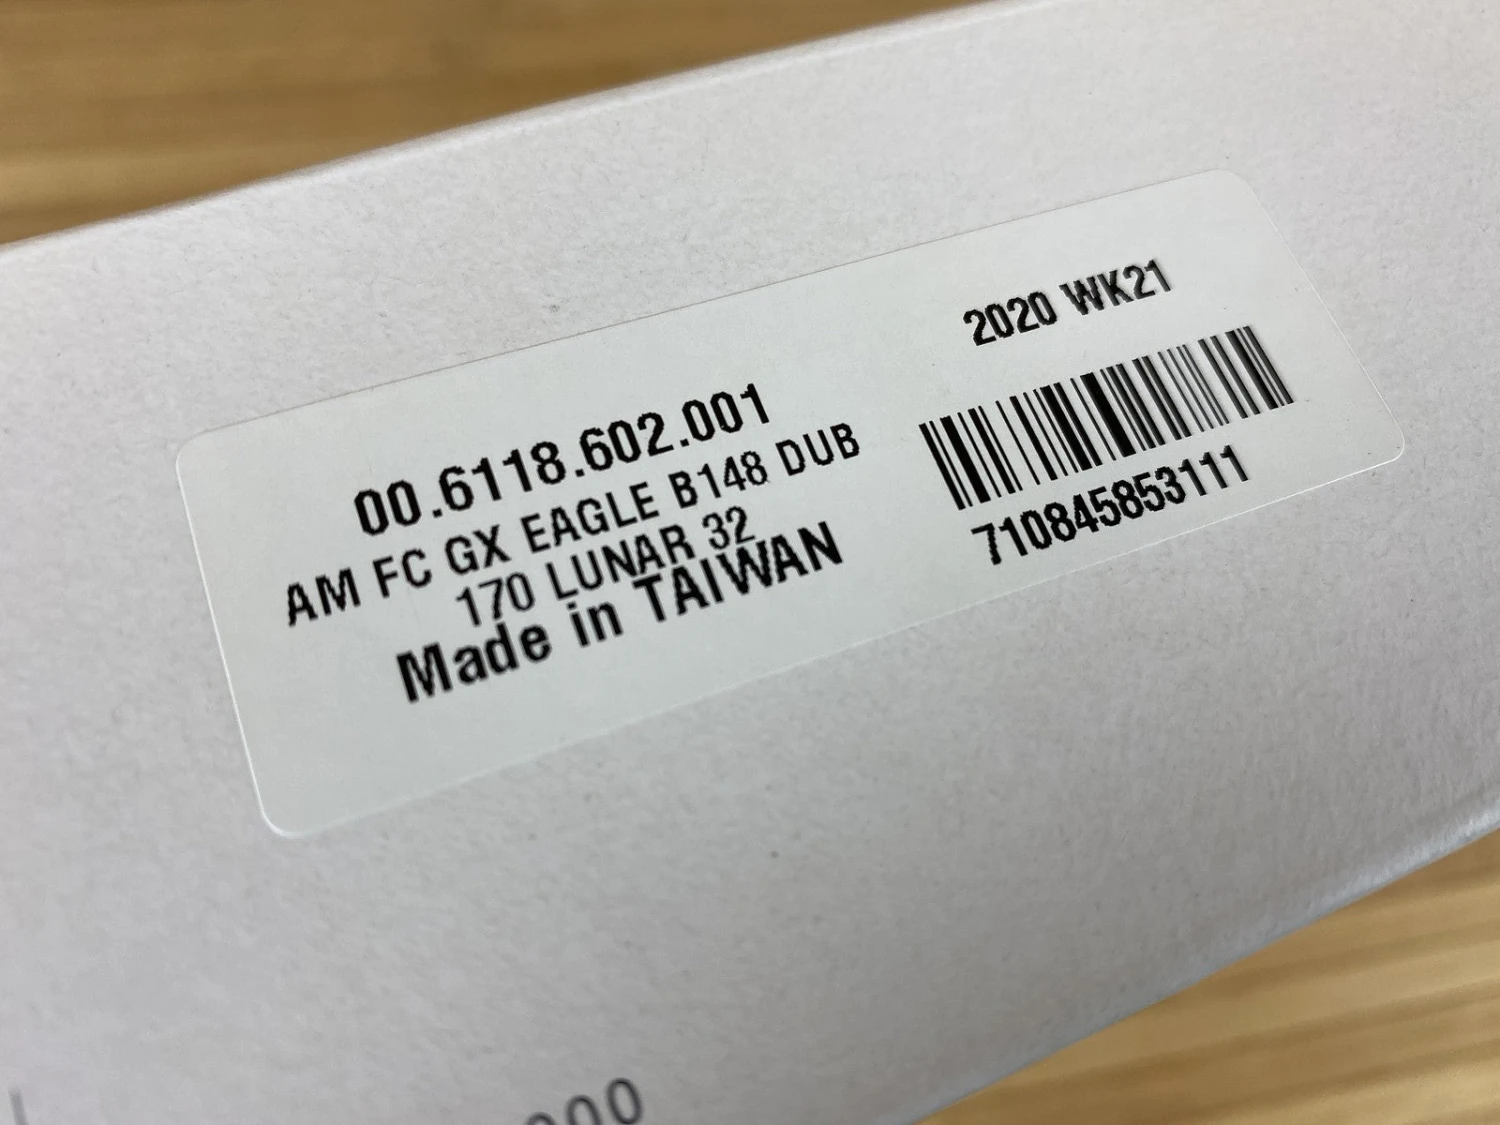 2020 WK21
00.6118.602.001
AM FC GX EAGLE B148 DUB
170 LUNAR 32
Made in TAIWAN
710845853111